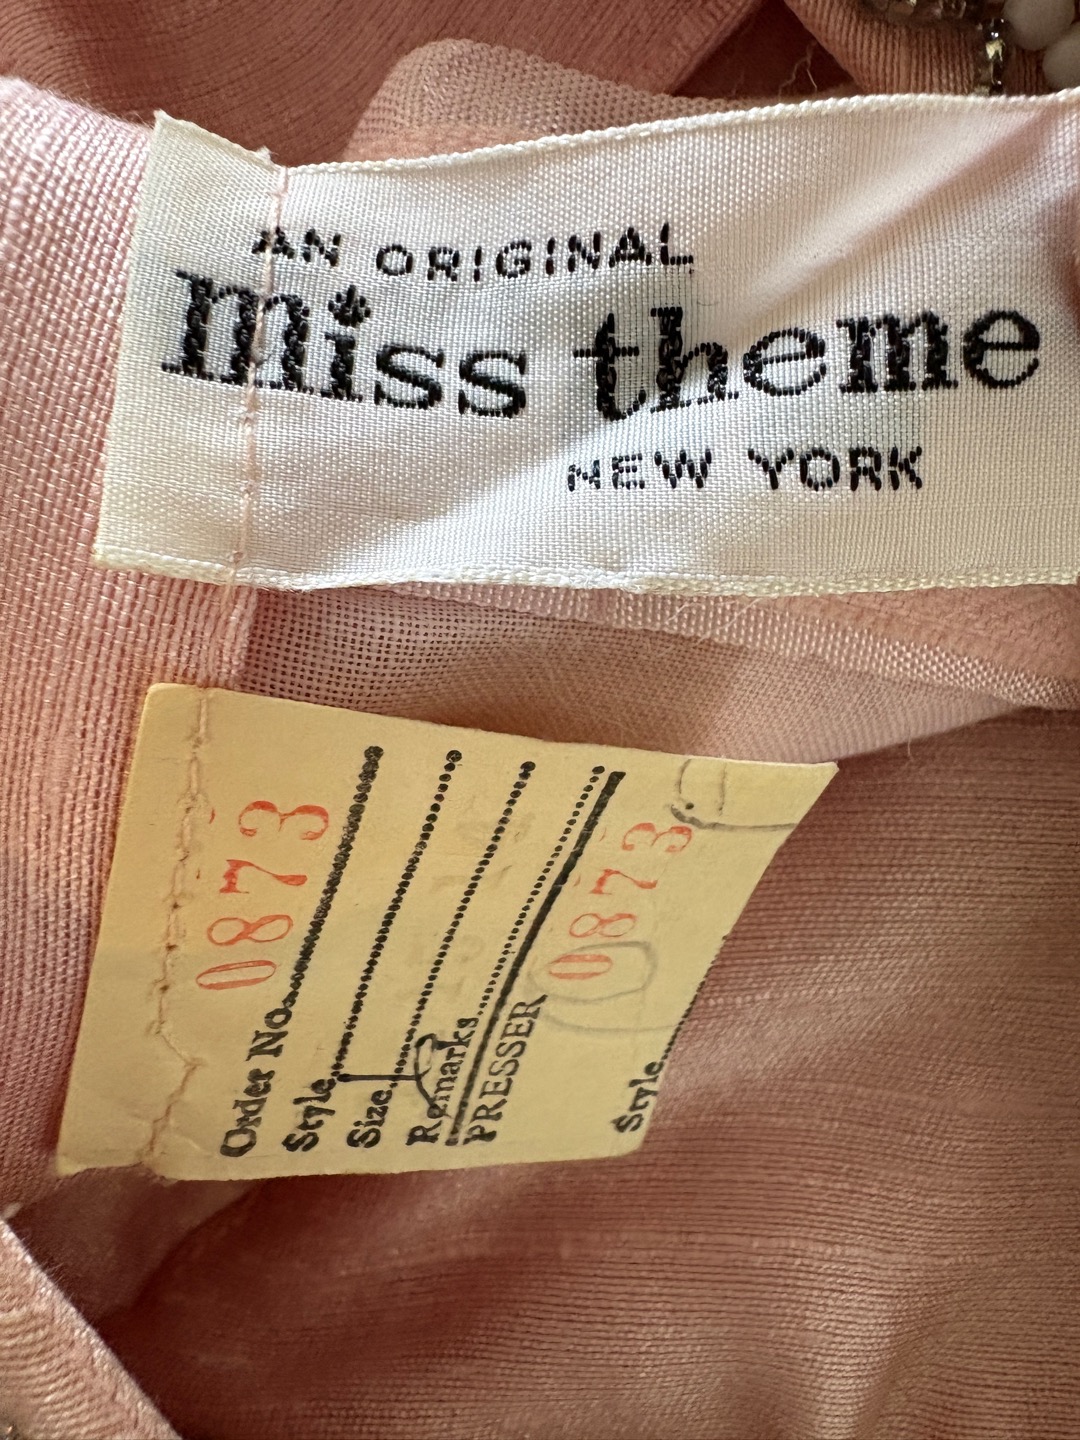 AN ORIGINAL
miss theme
NEW YORK
Order No. 0873
Style
Size
Remarks
PRESSER
0873
Style